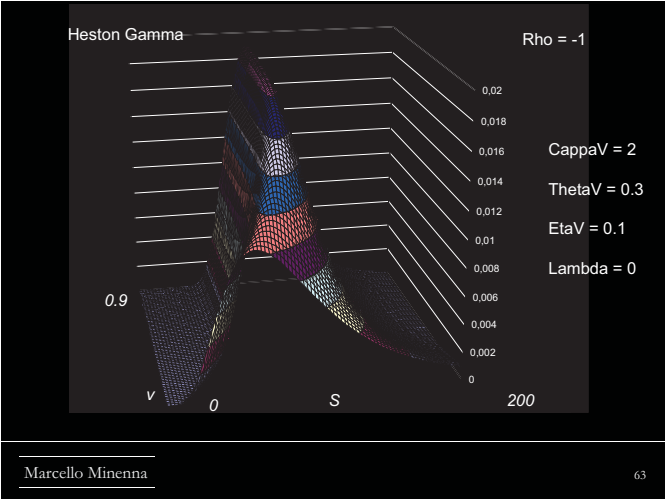 Heston Gamma
Rho = -1
0,02
0,018
0,016
0,014
0,012
0,01
0,008
0,006
0,004
0,002
0
CappaV = 2
ThetaV = 0.3
EtaV = 0.1
Lambda = 0
0.9
v
0
S
200
Marcello Minenna
63